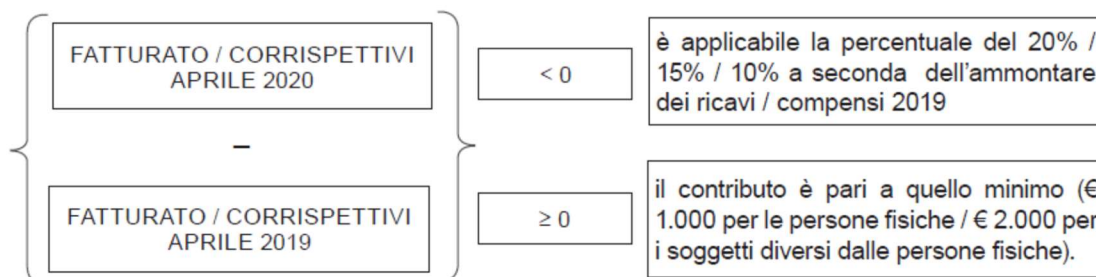 FATTURATO / CORRISPETTIVI
APRILE 2020
–
FATTURATO / CORRISPETTIVI
APRILE 2019
< 0
è applicabile la percentuale del 20% /
15% / 10% a seconda dell'ammontare
dei ricavi / compensi 2019
≥ 0
il contributo è pari a quello minimo (€
1.000 per le persone fisiche / € 2.000 per
i soggetti diversi dalle persone fisiche).